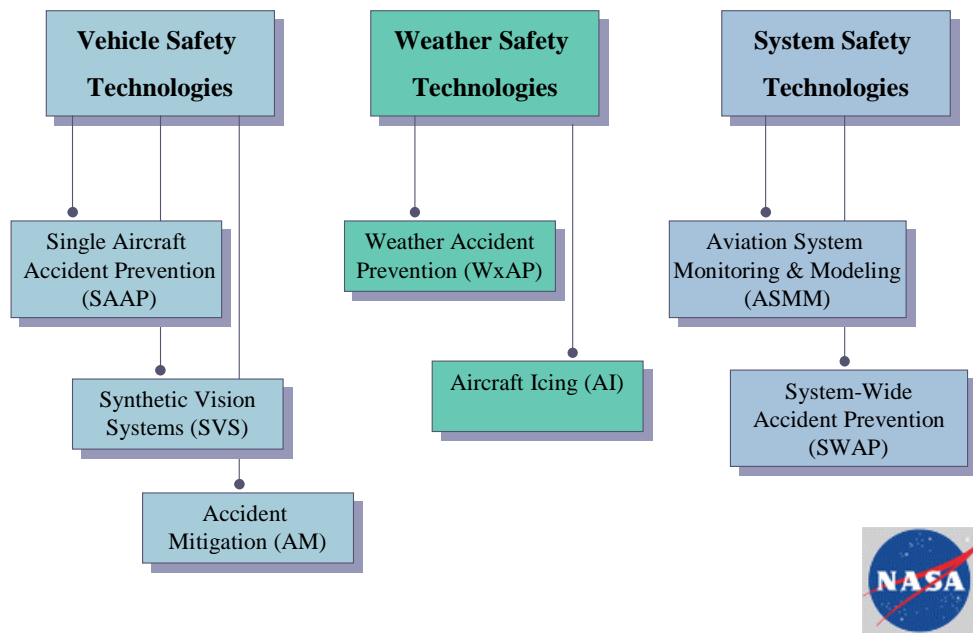 Vehicle Safety
Technologies
Single Aircraft
Accident Prevention
(SAAP)
Synthetic Vision
Systems (SVS)
Accident
Mitigation (AM)
Weather Safety
Technologies
Weather Accident
Prevention (WxAP)
Aircraft Icing (AI)
System Safety
Technologies
Aviation System
Monitoring & Modeling
(ASMM)
System-Wide
Accident Prevention
(SWAP)
NASA